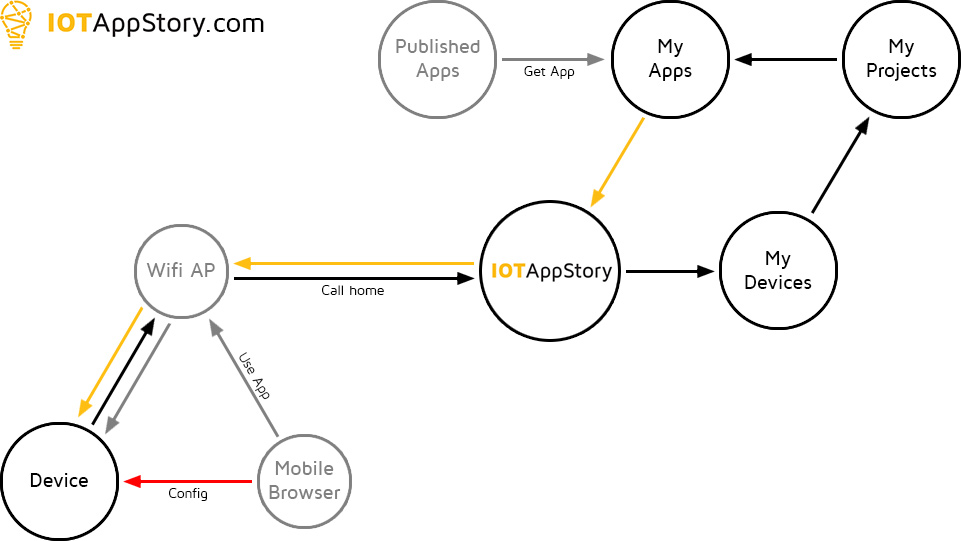 IOTAppStory.com
Published
Apps
Get App
My
Apps
My
Projects
Wifi AP
Call home
IOTAppStory
My
Devices
Use App
Device
Config
Mobile
Browser